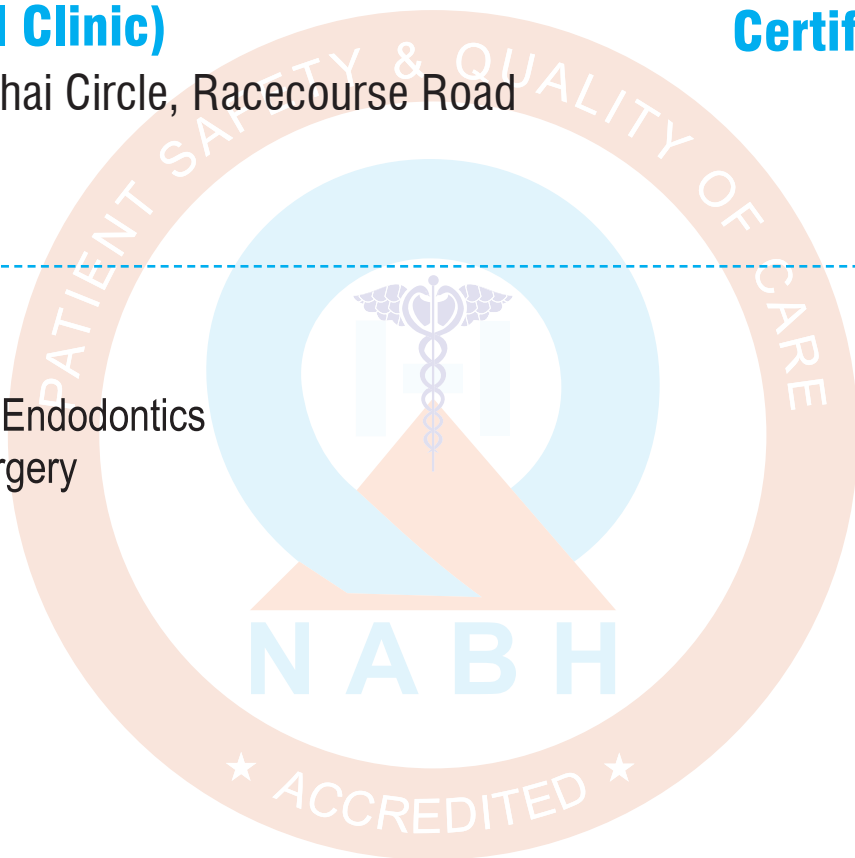 l Clinic)
Certif
hai Circle, Racecourse Road
PATIENT SAFETY & QUALITY OF CARE
Endodontics
rgery
NABH
★ ACCREDITED ★